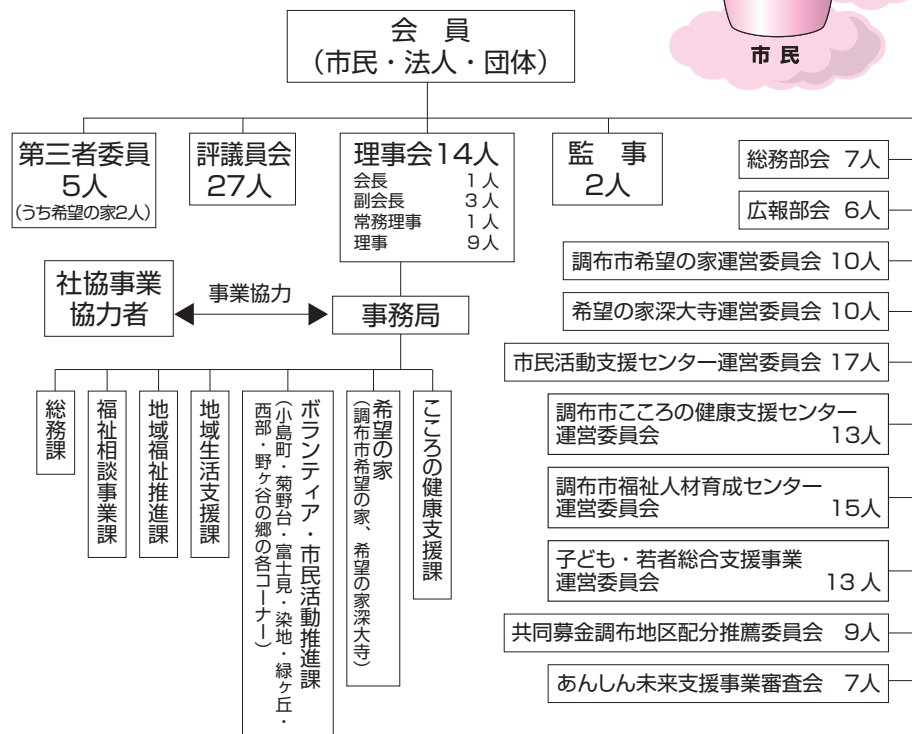 市民
会 員
（市民・法人・団体）
第三者委員
5人
（うち希望の家2人）
評議員会
27人
理事会14人
会長 1人
副会長 3人
常務理事 1人
理事 9人
監 事
2人
総務部会 7人
広報部会 6人
調布市希望の家運営委員会 10人
希望の家深大寺運営委員会 10人
市民活動支援センター運営委員会 17人
調布市こころの健康支援センター
運営委員会 13人
調布市福祉人材育成センター
運営委員会 15人
子ども・若者総合支援事業
運営委員会 13人
共同募金調布地区配分推薦委員会 9人
あんしん未来支援事業審査会 7人
社協事業
協力者
事業協力
事務局
総務課
福祉相談事業課
地域福祉推進課
地域生活支援課
ボランティア・市民活動推進課
（小島町・菊野台・富士見・染地・緑ヶ丘・
西部・野ヶ谷の郷の各コーナー）
希望の家
（調布市希望の家、希望の家深大寺）
こころの健康支援課